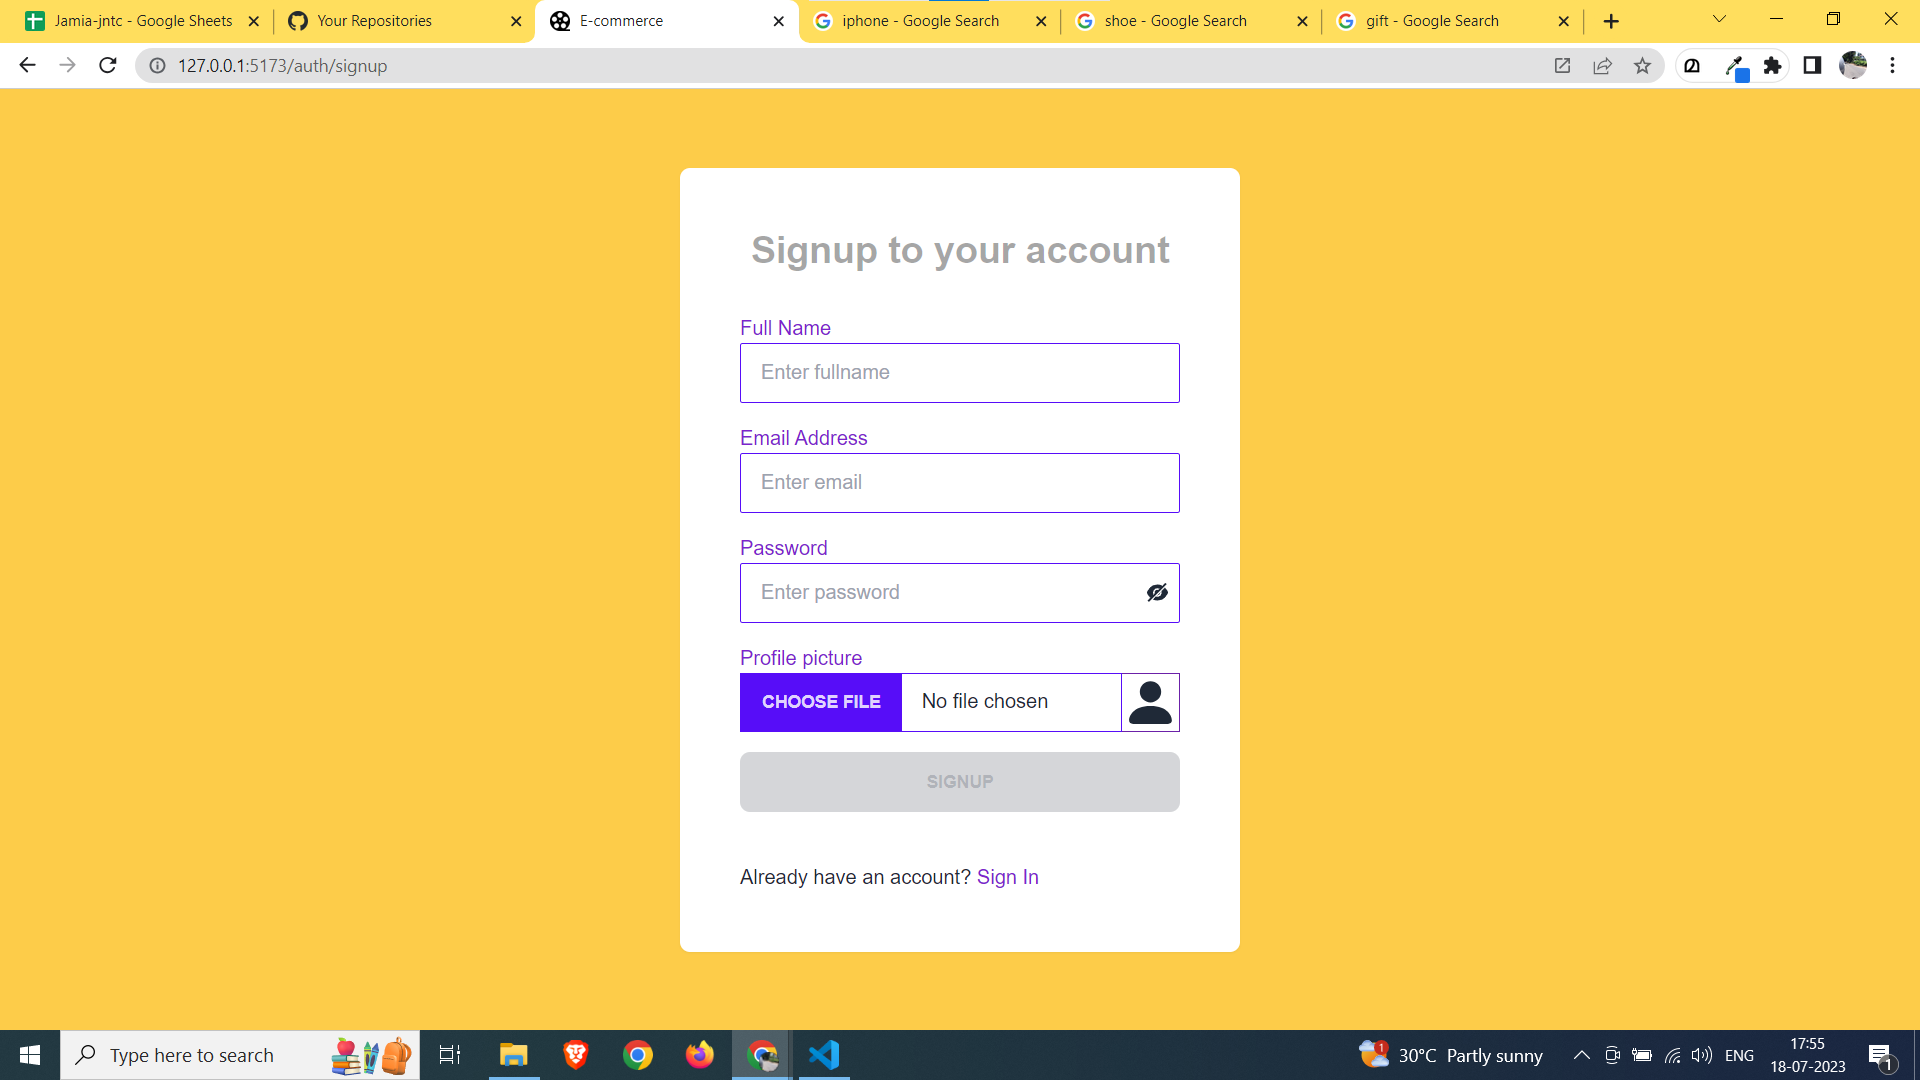 Jamia-jntc - Google Sheets
Your Repositories
E-commerce
iphone - Google Search
shoe - Google Search
gift - Google Search
127.0.0.1:5173/auth/signup
Signup to your account
Full Name
Enter fullname
Email Address
Enter email
Password
Enter password
Profile picture
CHOOSE FILE No file chosen
SIGNUP
Already have an account? Sign In
Type here to search
1
30°C Partly sunny
ENG
17:55
18-07-2023
1